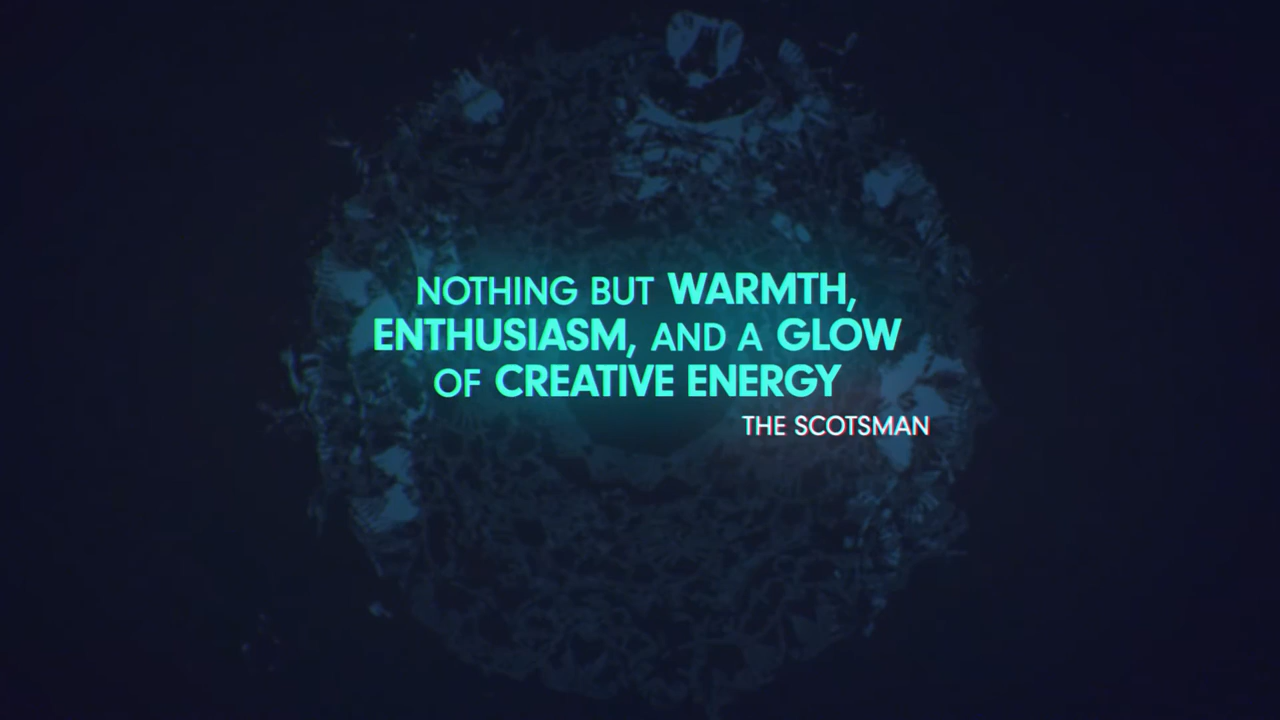 NOTHING BUT WARMTH,
ENTHUSIASM, AND A GLOW
OF CREATIVE ENERGY
THE SCOTSMAN